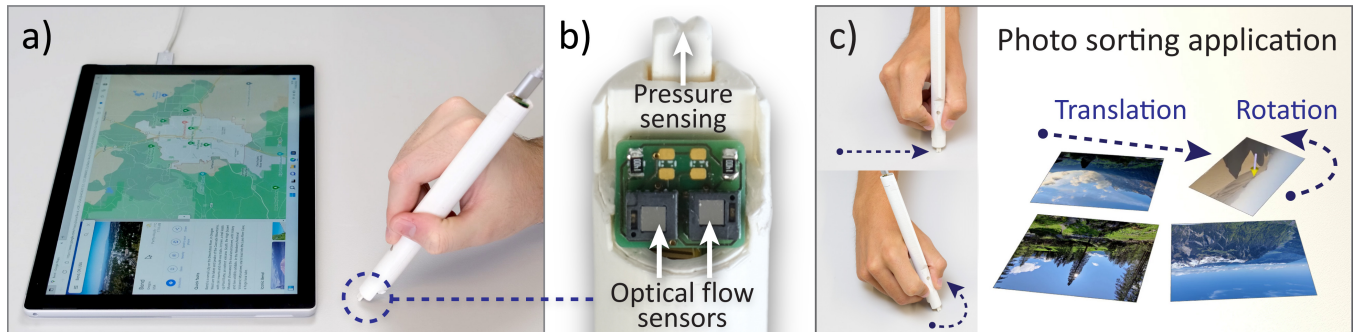 a)
b)
Pressure
sensing
Optical flow
sensors
c)
Photo sorting application
Translation
Rotation